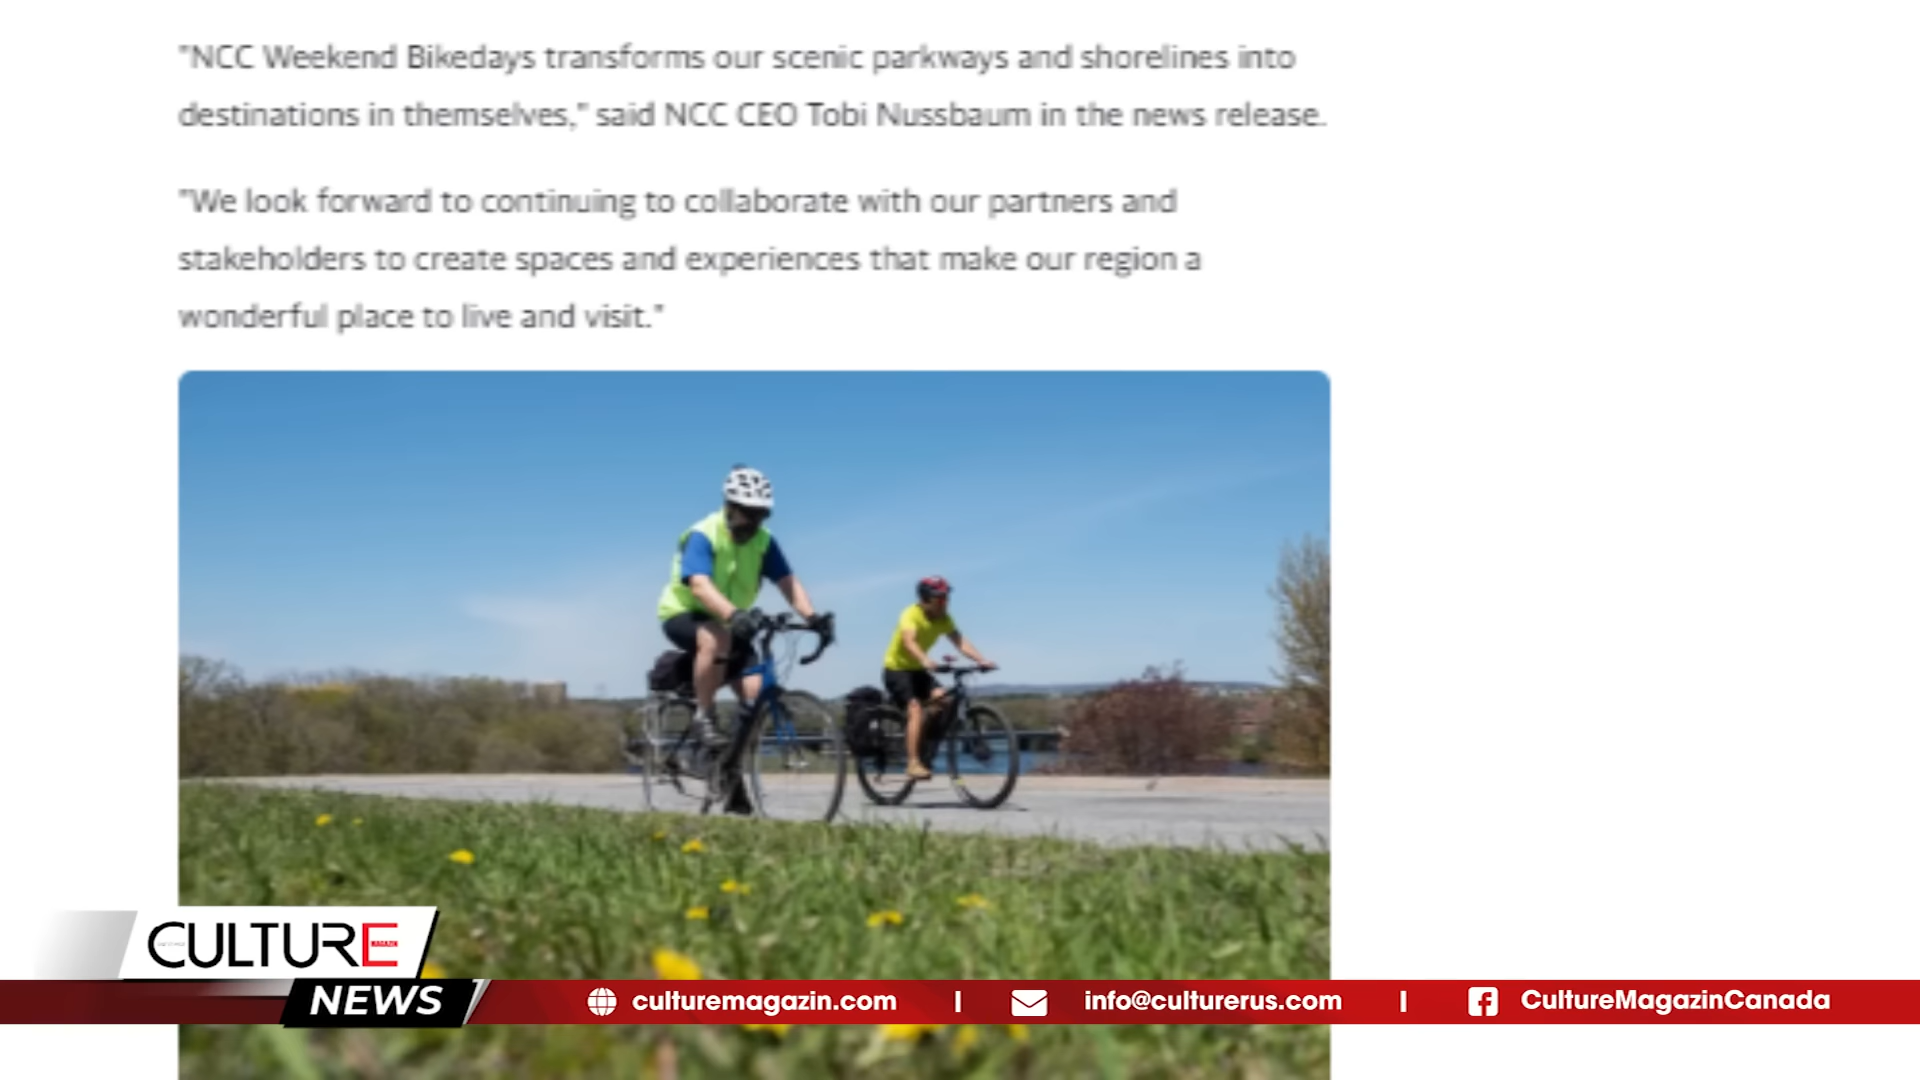 "NCC Weekend Bikedays transforms our scenic parkways and shorelines into
destinations in themselves," said NCC CEO Tobi Nussbaum in the news release.
"We look forward to continuing to collaborate with our partners and
stakeholders to create spaces and experiences that make our region a
wonderful place to live and visit."
CULTURE
NEWS
culturemagazin.com | info@culturerus.com | CultureMagazinCanada